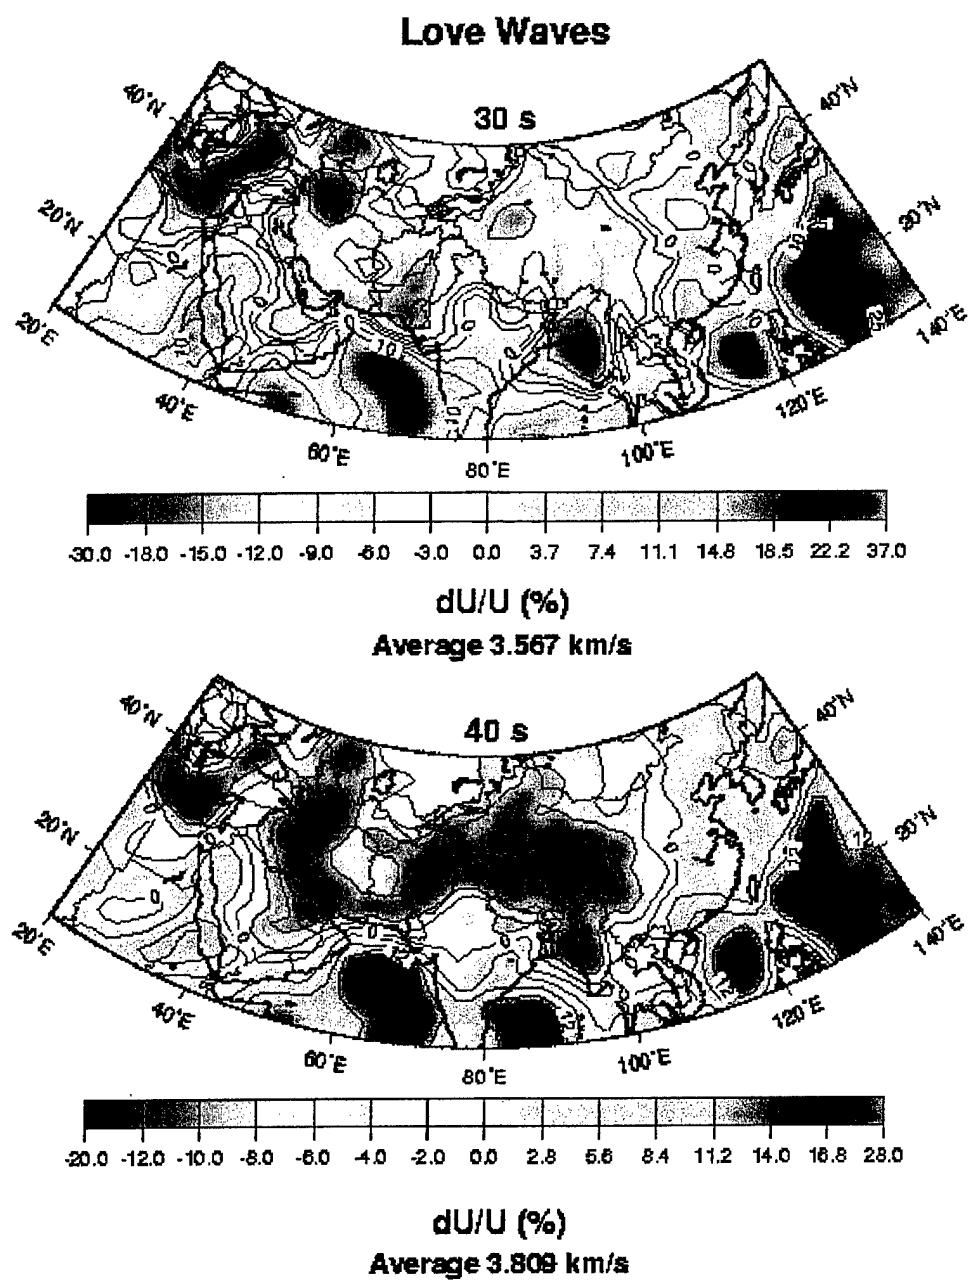 Love Waves
30 s
40°N
40°N
20°N
20°N
20°E
140°E
40°E
120°E
60°E
100°E
80°E
-30.0 -18.0 -15.0 -12.0 -9.0 -6.0 -3.0 0.0 3.7 7.4 11.1 14.8 18.5 22.2 37.0
dU/U (%)
Average 3.567 km/s
40 s
40°N
40°N
20°N
20°N
20°E
140°E
40°E
120°E
60°E
100°E
80°E
-20.0 -12.0 -10.0 -8.0 -6.0 -4.0 -2.0 0.0 2.8 5.6 8.4 11.2 14.0 16.8 28.0
dU/U (%)
Average 3.809 km/s